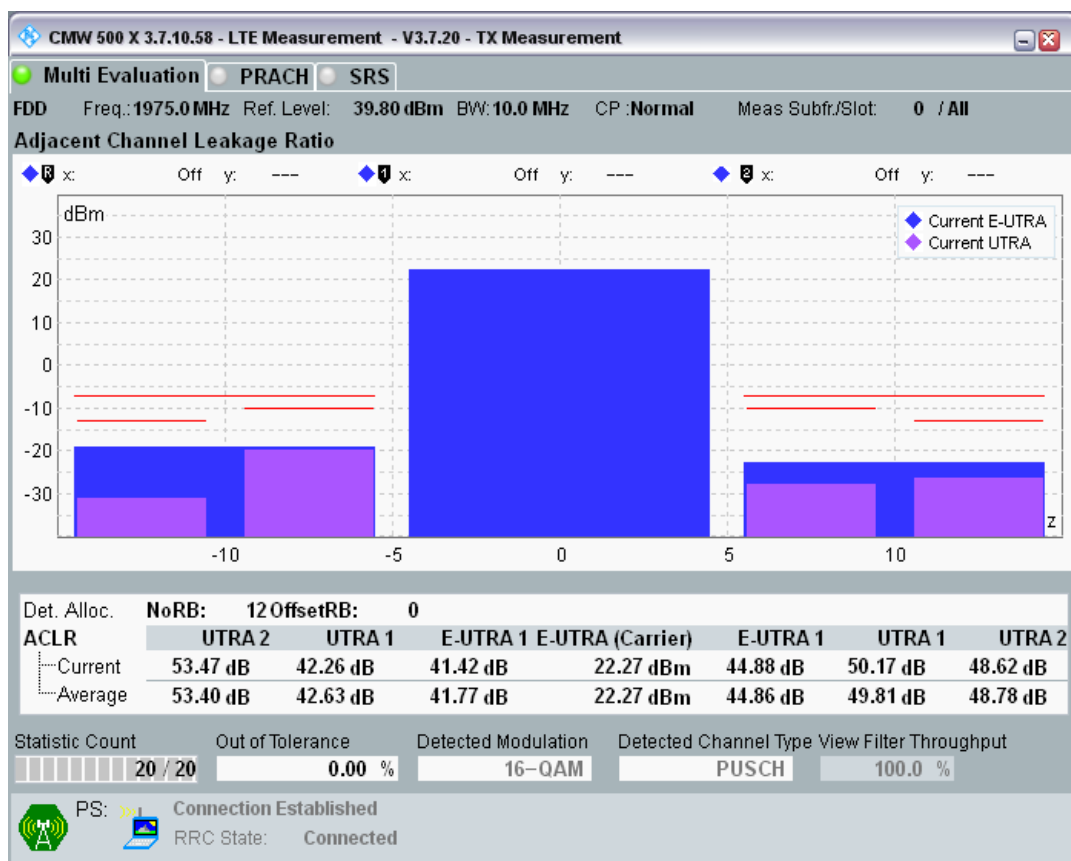 CMW 500 X 3.7.10.58 - LTE Measurement - V3.7.20 - TX Measurement
Multi Evaluation PRACH SRS
FDD Freq.: 1975.0 MHz Ref. Level: 39.80 dBm BW: 10.0 MHz CP : Normal Meas Subfr./Slot: 0 / All
Adjacent Channel Leakage Ratio
R x: Off y: --- 1 x: Off y: --- 2 x: Off y: ---
dBm
Current E-UTRA
Current UTRA
30
20
10
0
-10
-20
-30
z
-10 -5 0 5 10
Det. Alloc. NoRB: 12 OffsetRB: 0
ACLR UTRA 2 UTRA 1 E-UTRA 1 E-UTRA (Carrier) E-UTRA 1 UTRA 1 UTRA 2
Current 53.47 dB 42.26 dB 41.42 dB 22.27 dBm 44.88 dB 50.17 dB 48.62 dB
Average 53.40 dB 42.63 dB 41.77 dB 22.27 dBm 44.86 dB 49.81 dB 48.78 dB
Statistic Count Out of Tolerance Detected Modulation Detected Channel Type View Filter Throughput
20 / 20 0.00 % 16-QAM PUSCH 100.0 %
PS: Connection Established
RRC State: Connected